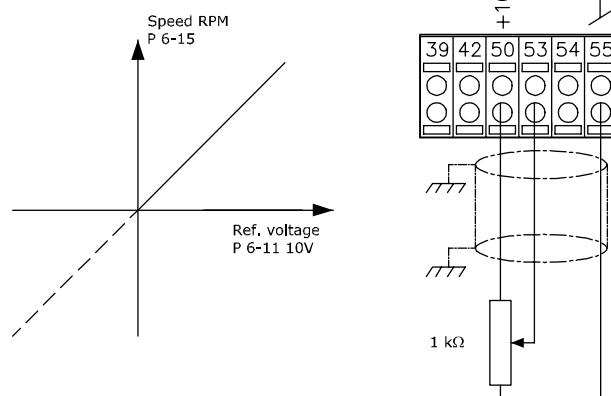 Speed RPM
P 6-15
Ref. voltage
P 6-11 10V
39 42 50 53 54 55
1 kΩ